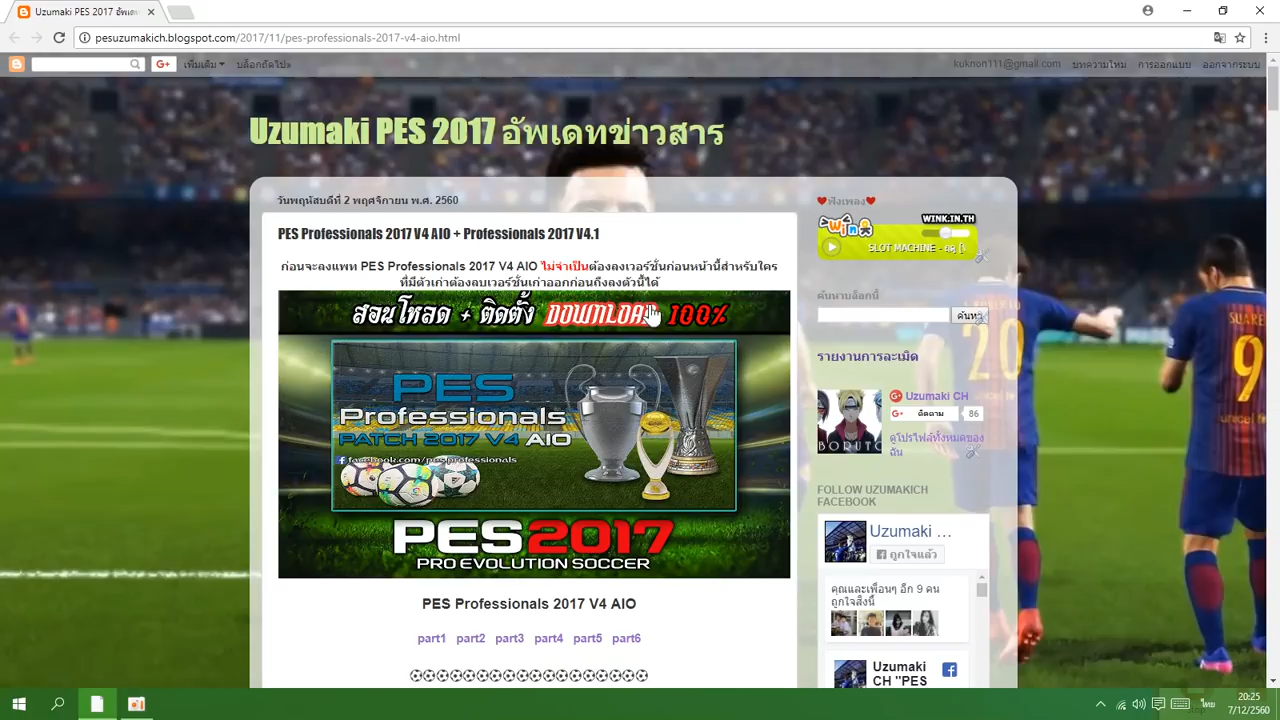 Uzumaki PES 2017 อัพเดท
pesuzumakich.blogspot.com/2017/11/pes-professionals-2017-v4-aio.html
G+ เพิ่มเติม บล็อกถัดไป» kuknon111@gmail.com บทความใหม่ การออกแบบ ออกจากระบบ
Uzumaki PES 2017 อัพเดทข่าวสาร
วันพฤหัสบดีที่ 2 พฤศจิกายน พ.ศ. 2560
PES Professionals 2017 V4 AIO + Professionals 2017 V4.1
ก่อนจะลงแพท PES Professionals 2017 V4 AIO ไม่จำเป็นต้องลงเวอร์ชั่นก่อนหน้านี้สำหรับใคร
ที่มีตัวเก่าต้องลบเวอร์ชั่นเก่าออกก่อนถึงลงตัวนี้ได้
สอนโหลด + ติดตั้ง DOWNLOAD 100%
PES
Professionals
PATCH 2017 V4 AIO
facebook.com/pesprofessionals
PES2017
PRO EVOLUTION SOCCER
PES Professionals 2017 V4 AIO
part1 part2 part3 part4 part5 part6
ฟังเพลง
wink
WINK.IN.TH
SLOT MACHINE -
ค้นหาบล็อกนี้
ค้นหา
รายงานการละเมิด
Uzumaki CH
G+ ติดตาม 86
ดูโปรไฟล์ทั้งหมดของ
ฉัน
BORUTO
FOLLOW UZUMAKICH
FACEBOOK
Uzumaki ...
ถูกใจแล้ว
คุณและเพื่อนๆ อีก 9 คน
ถูกใจสิ่งนี้
Uzumaki
CH "PES
20
SUAREZ
9
ไทย
20:25
7/12/2560